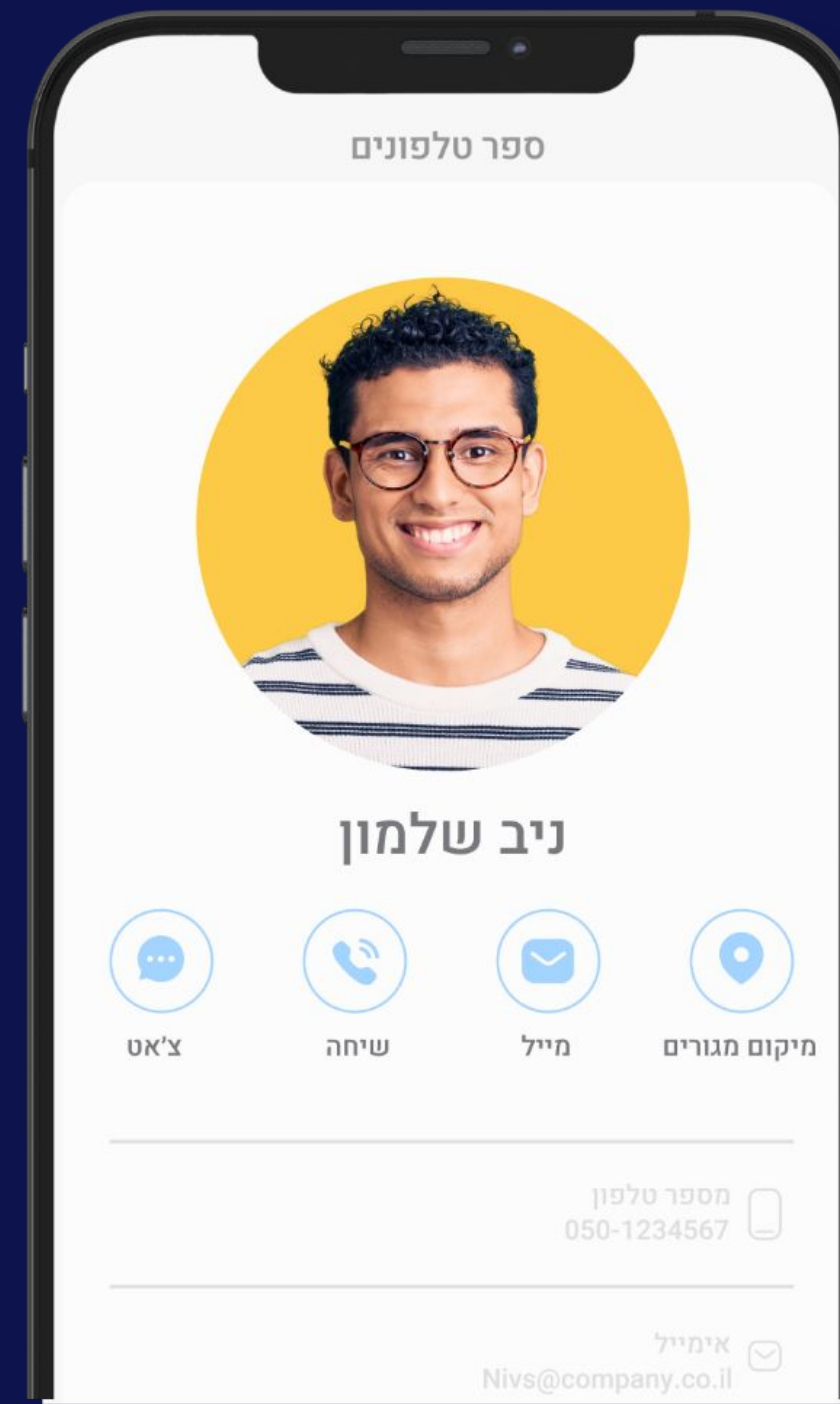 ספר טלפונים
ניב שלמון
מיקום מגורים
מייל
שיחה
צ'אט
מספר טלפון
050-1234567
אימייל
Nivs@company.co.il